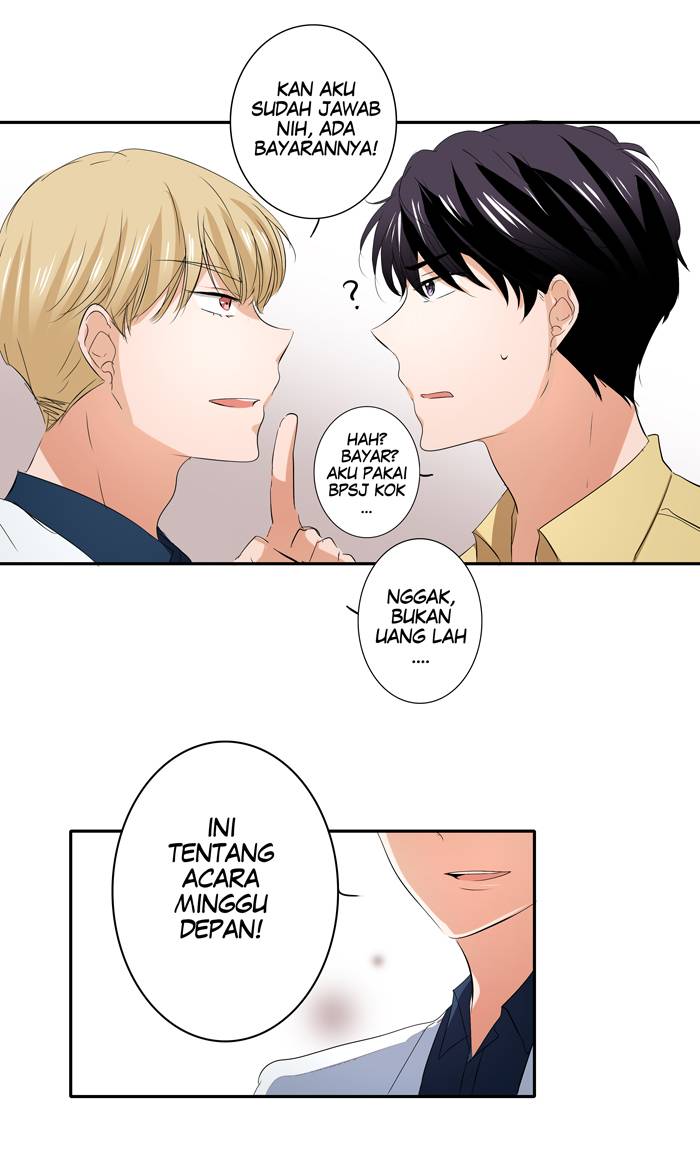 KAN AKU
SUDAH JAWAB
NIH, ADA
BAYARANNYA!
?
HAH?
BAYAR?
AKU PAKAI
BPSJ KOK
...
NGGAK,
BUKAN
UANG LAH
....
INI
TENTANG
ACARA
MINGGU
DEPAN!